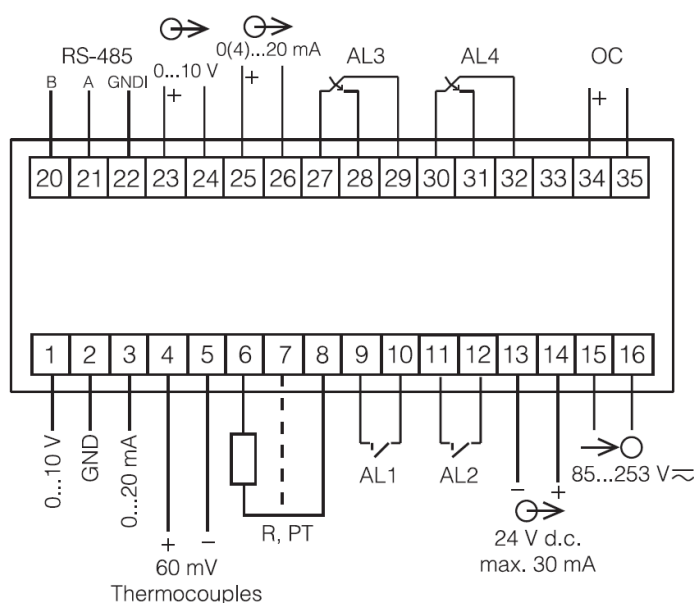 RS-485
B A GNDI
0...10 V
+
0(4)...20 mA
+
AL3
AL4
OC
+
20 21 22 23 24 25 26 27 28 29 30 31 32 33 34 35
1 2 3 4 5 6 7 8 9 10 11 12 13 14 15 16
0...10 V
GND
0...20 mA
+ –
60 mV
Thermocouples
R, PT
AL1
AL2
– +
24 V d.c.
max. 30 mA
85...253 V⎓~